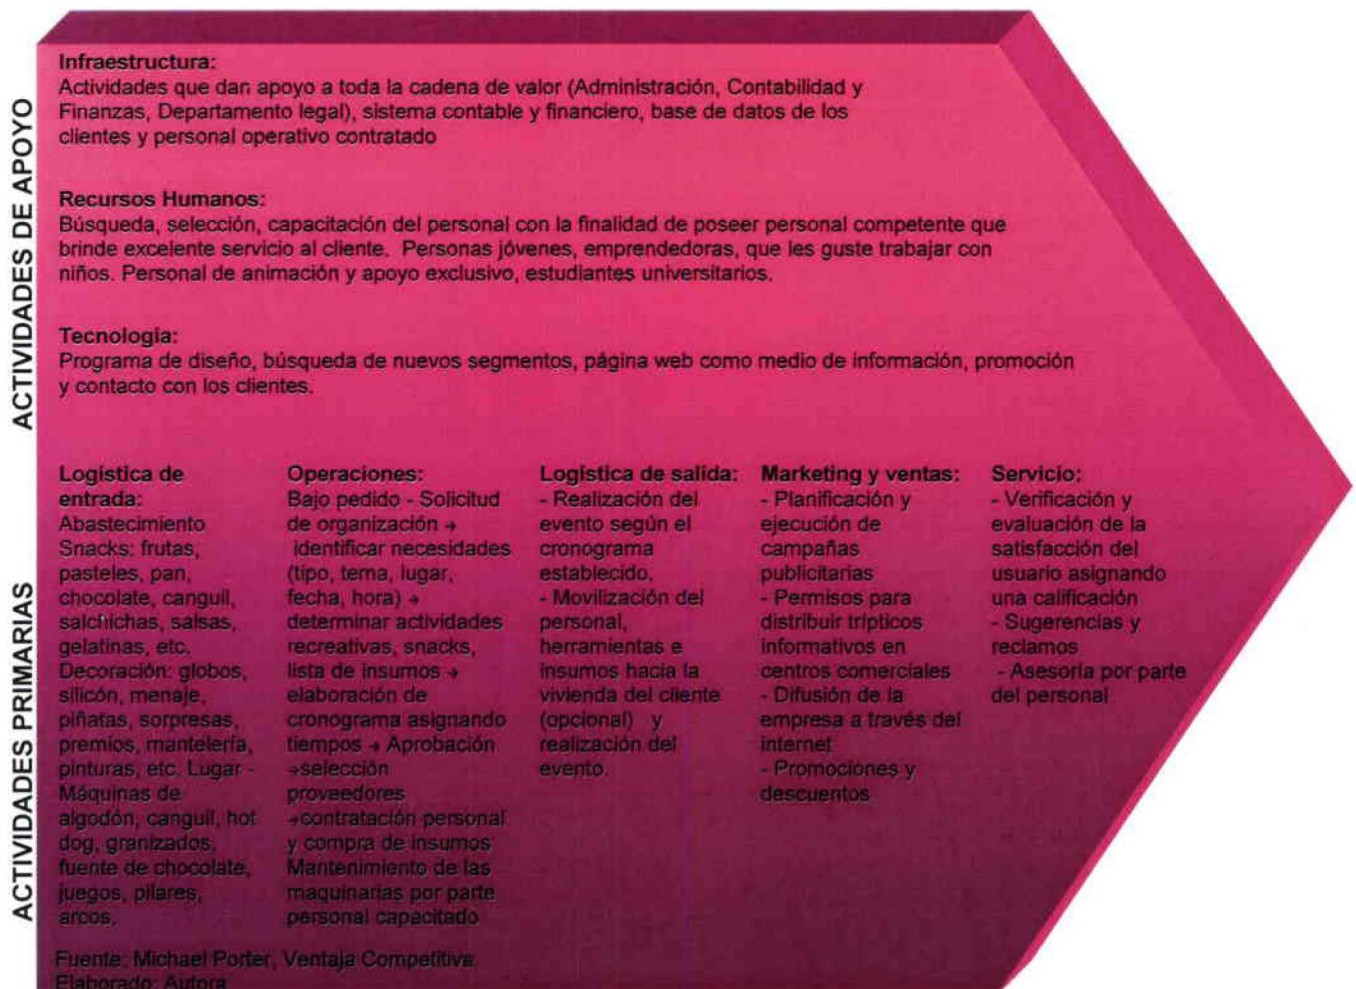 ACTIVIDADES DE APOYO
Infraestructura:
Actividades que dan apoyo a toda la cadena de valor (Administración, Contabilidad y
Finanzas, Departamento legal), sistema contable y financiero, base de datos de los
clientes y personal operativo contratado
Recursos Humanos:
Búsqueda, selección, capacitación del personal con la finalidad de poseer personal competente que
brinde excelente servicio al cliente. Personas jóvenes, emprendedoras, que les guste trabajar con
niños. Personal de animación y apoyo exclusivo, estudiantes universitarios.
Tecnología:
Programa de diseño, búsqueda de nuevos segmentos, página web como medio de información, promoción
y contacto con los clientes.
ACTIVIDADES PRIMARIAS
Logística de
entrada:
Abastecimiento
Snacks: frutas,
pasteles, pan,
chocolate, canguil,
salchichas, salsas,
gelatinas, etc.
Decoración: globos,
silicón, menaje,
piñatas, sorpresas,
premios, mantelería,
pinturas, etc. Lugar -
Máquinas de
algodón, canguil, hot
dog, granizados,
fuente de chocolate,
juegos, pilares,
arcos.
Operaciones:
Bajo pedido - Solicitud
de organización →
identificar necesidades
(tipo, tema, lugar,
fecha, hora) →
determinar actividades
recreativas, snacks,
lista de insumos →
elaboración de
cronograma asignando
tiempos → Aprobación
→selección
proveedores
→contratación personal
y compra de insumos
Mantenimiento de las
maquinarias por parte
personal capacitado
Logística de salida:
- Realización del
evento según el
cronograma
establecido.
- Movilización del
personal,
herramientas e
insumos hacia la
vivienda del cliente
(opcional) y
realización del
evento.
Marketing y ventas:
- Planificación y
ejecución de
campañas
publicitarias
- Permisos para
distribuir trípticos
informativos en
centros comerciales
- Difusión de la
empresa a través del
internet
- Promociones y
descuentos
Servicio:
- Verificación y
evaluación de la
satisfacción del
usuario asignando
una calificación
- Sugerencias y
reclamos
- Asesoría por parte
del personal
Fuente: Michael Porter, Ventaja Competitiva
Elaborado: Autora